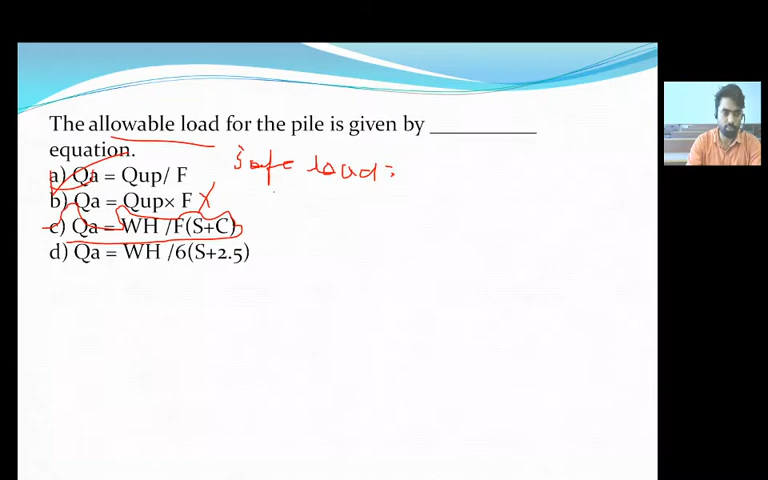 The allowable load for the pile is given by ____________
equation.
Safe load:
a) Qa = Qup/ F
b) Qa = Qup× F X
c) Qa = WH /F(S+C)
d) Qa = WH /6(S+2.5)